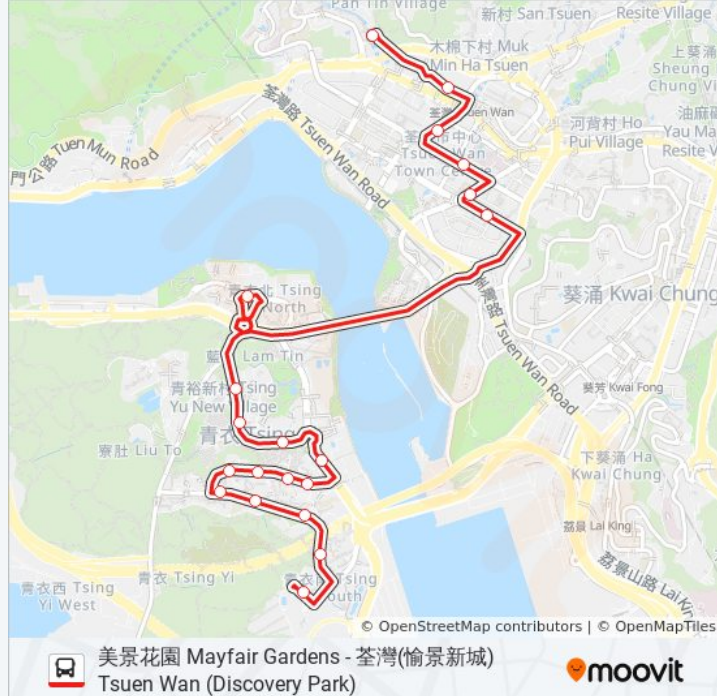 Pan Tin Village
新村 San Tsuen
Resite Village
木棉下村 Muk
Min Ha Tsuen
上葵涌
Sheung
Chung Vi
荃灣 Tsuen Wan
荃灣路 Tsuen Wan Road
Tsuen Wan
Town
河背村 Ho
Pui Village
油麻磡
Yau Ma
Resite V
門公路 Tuen Mun Road
青衣北 Tsing
North
葵涌 Kwai Chung
荃灣路 Tsuen Wan Road
藍 Lam Tin
青裕新村 Tsing
Yu New Village
葵芳 Kwai Fong
青衣 Tsing
寮肚 Liu To
下葵涌 Ha
Kwai Chung
荔景 Lai King
荔景山路 Lai Kin
青衣西 Tsing
Yi West
青衣 Tsing Yi
Tsing
South
© OpenStreetMap contributors | © OpenMapTiles
美景花園 Mayfair Gardens - 荃灣(愉景新城)
Tsuen Wan (Discovery Park)
moovit